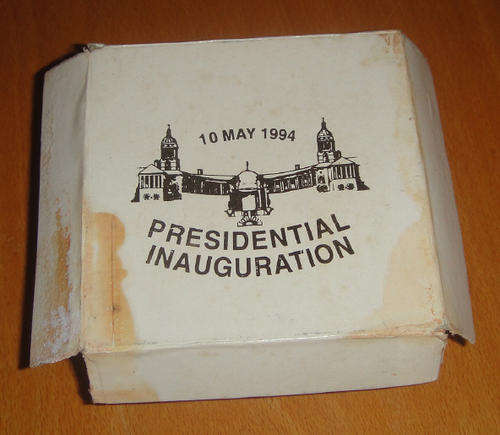 10 MAY 1994
PRESIDENTIAL
INAUGURATION